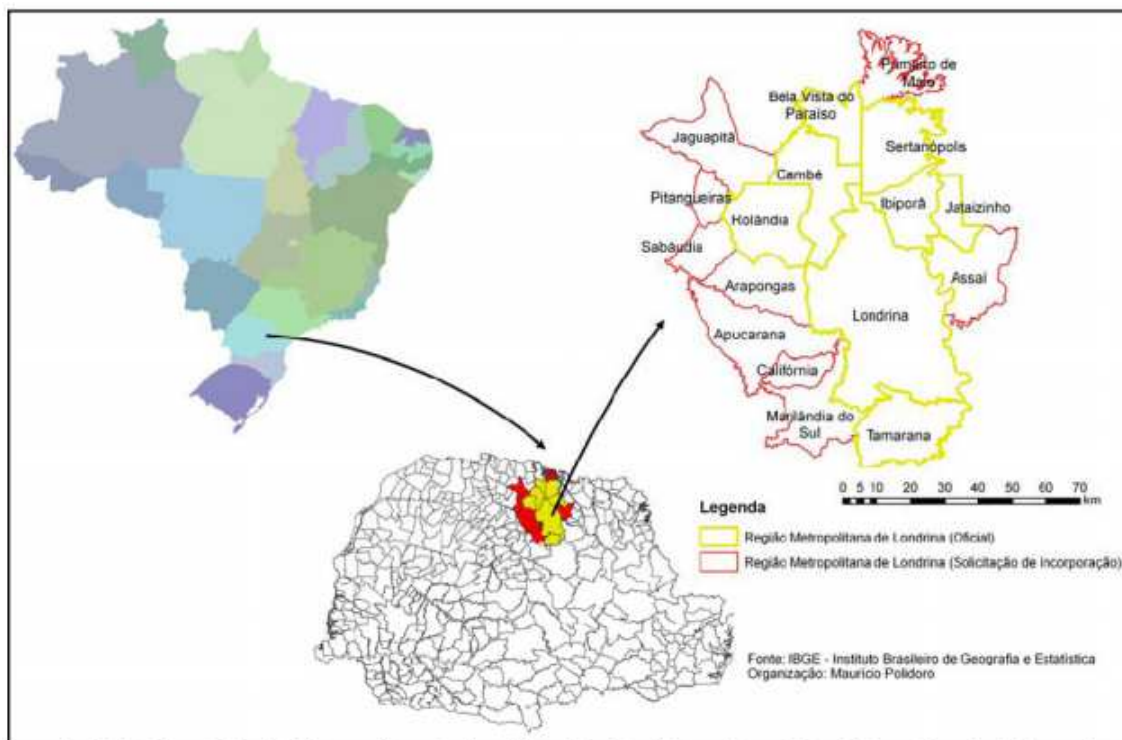 Primeiro de
Maio
Bela Vista do
Paraíso
Jaguapitã
Sertanópolis
Cambé
Pitangueiras
Ibiporã
Jataizinho
Rolândia
Sabáudia
Assaí
Arapongas
Londrina
Apucarana
Califórnia
Marilândia do
Sul
Tamarana
0 5 10 20 30 40 50 60 70
km
Legenda
Região Metropolitana de Londrina (Oficial)
Região Metropolitana de Londrina (Solicitação de Incorporação)
Fonte: IBGE - Instituto Brasileiro de Geografia e Estatística
Organização: Maurício Polidoro